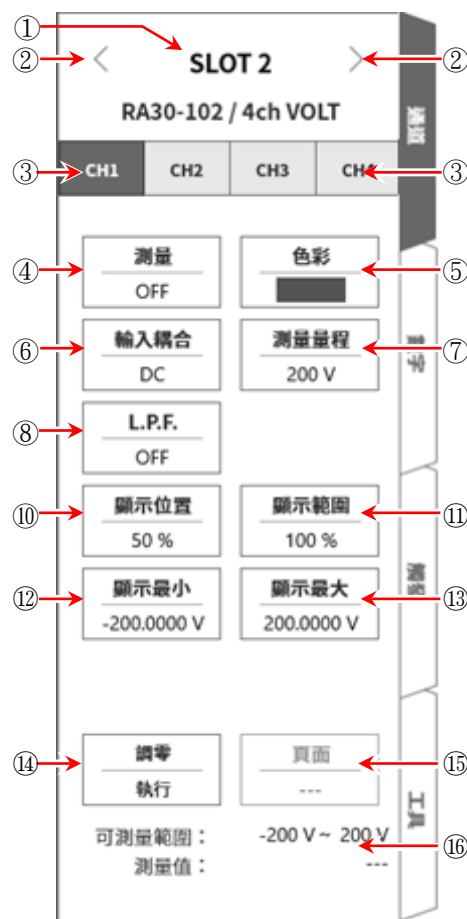 ①
② < SLOT 2 > ②
RA30-102 / 4ch VOLT
③ CH1 CH2 CH3 CH4 ③
通道
④ 測量 色彩 ⑤
OFF
⑥ 輸入耦合 測量量程 ⑦
DC 200 V
數字
⑧ L.P.F.
OFF
⑩ 顯示位置 顯示範圍 ⑪
50 % 100 %
⑫ 顯示最小 顯示最大 ⑬
-200.0000 V 200.0000 V
觸發
⑭ 調零 頁面 ⑮
執行 ---
工具
可測量範圍： -200 V ~ 200 V ⑯
測量值： ---